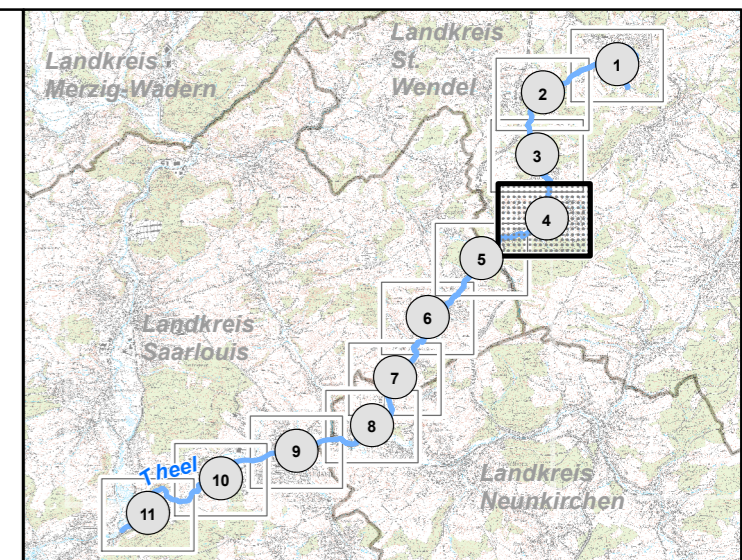 Landkreis
Merzig-Wadern
Landkreis
St.
Wendel
1
2
3
4
5
6
Landkreis
Saarlouis
7
8
9
Theel
10
11
Landkreis
Neunkirchen